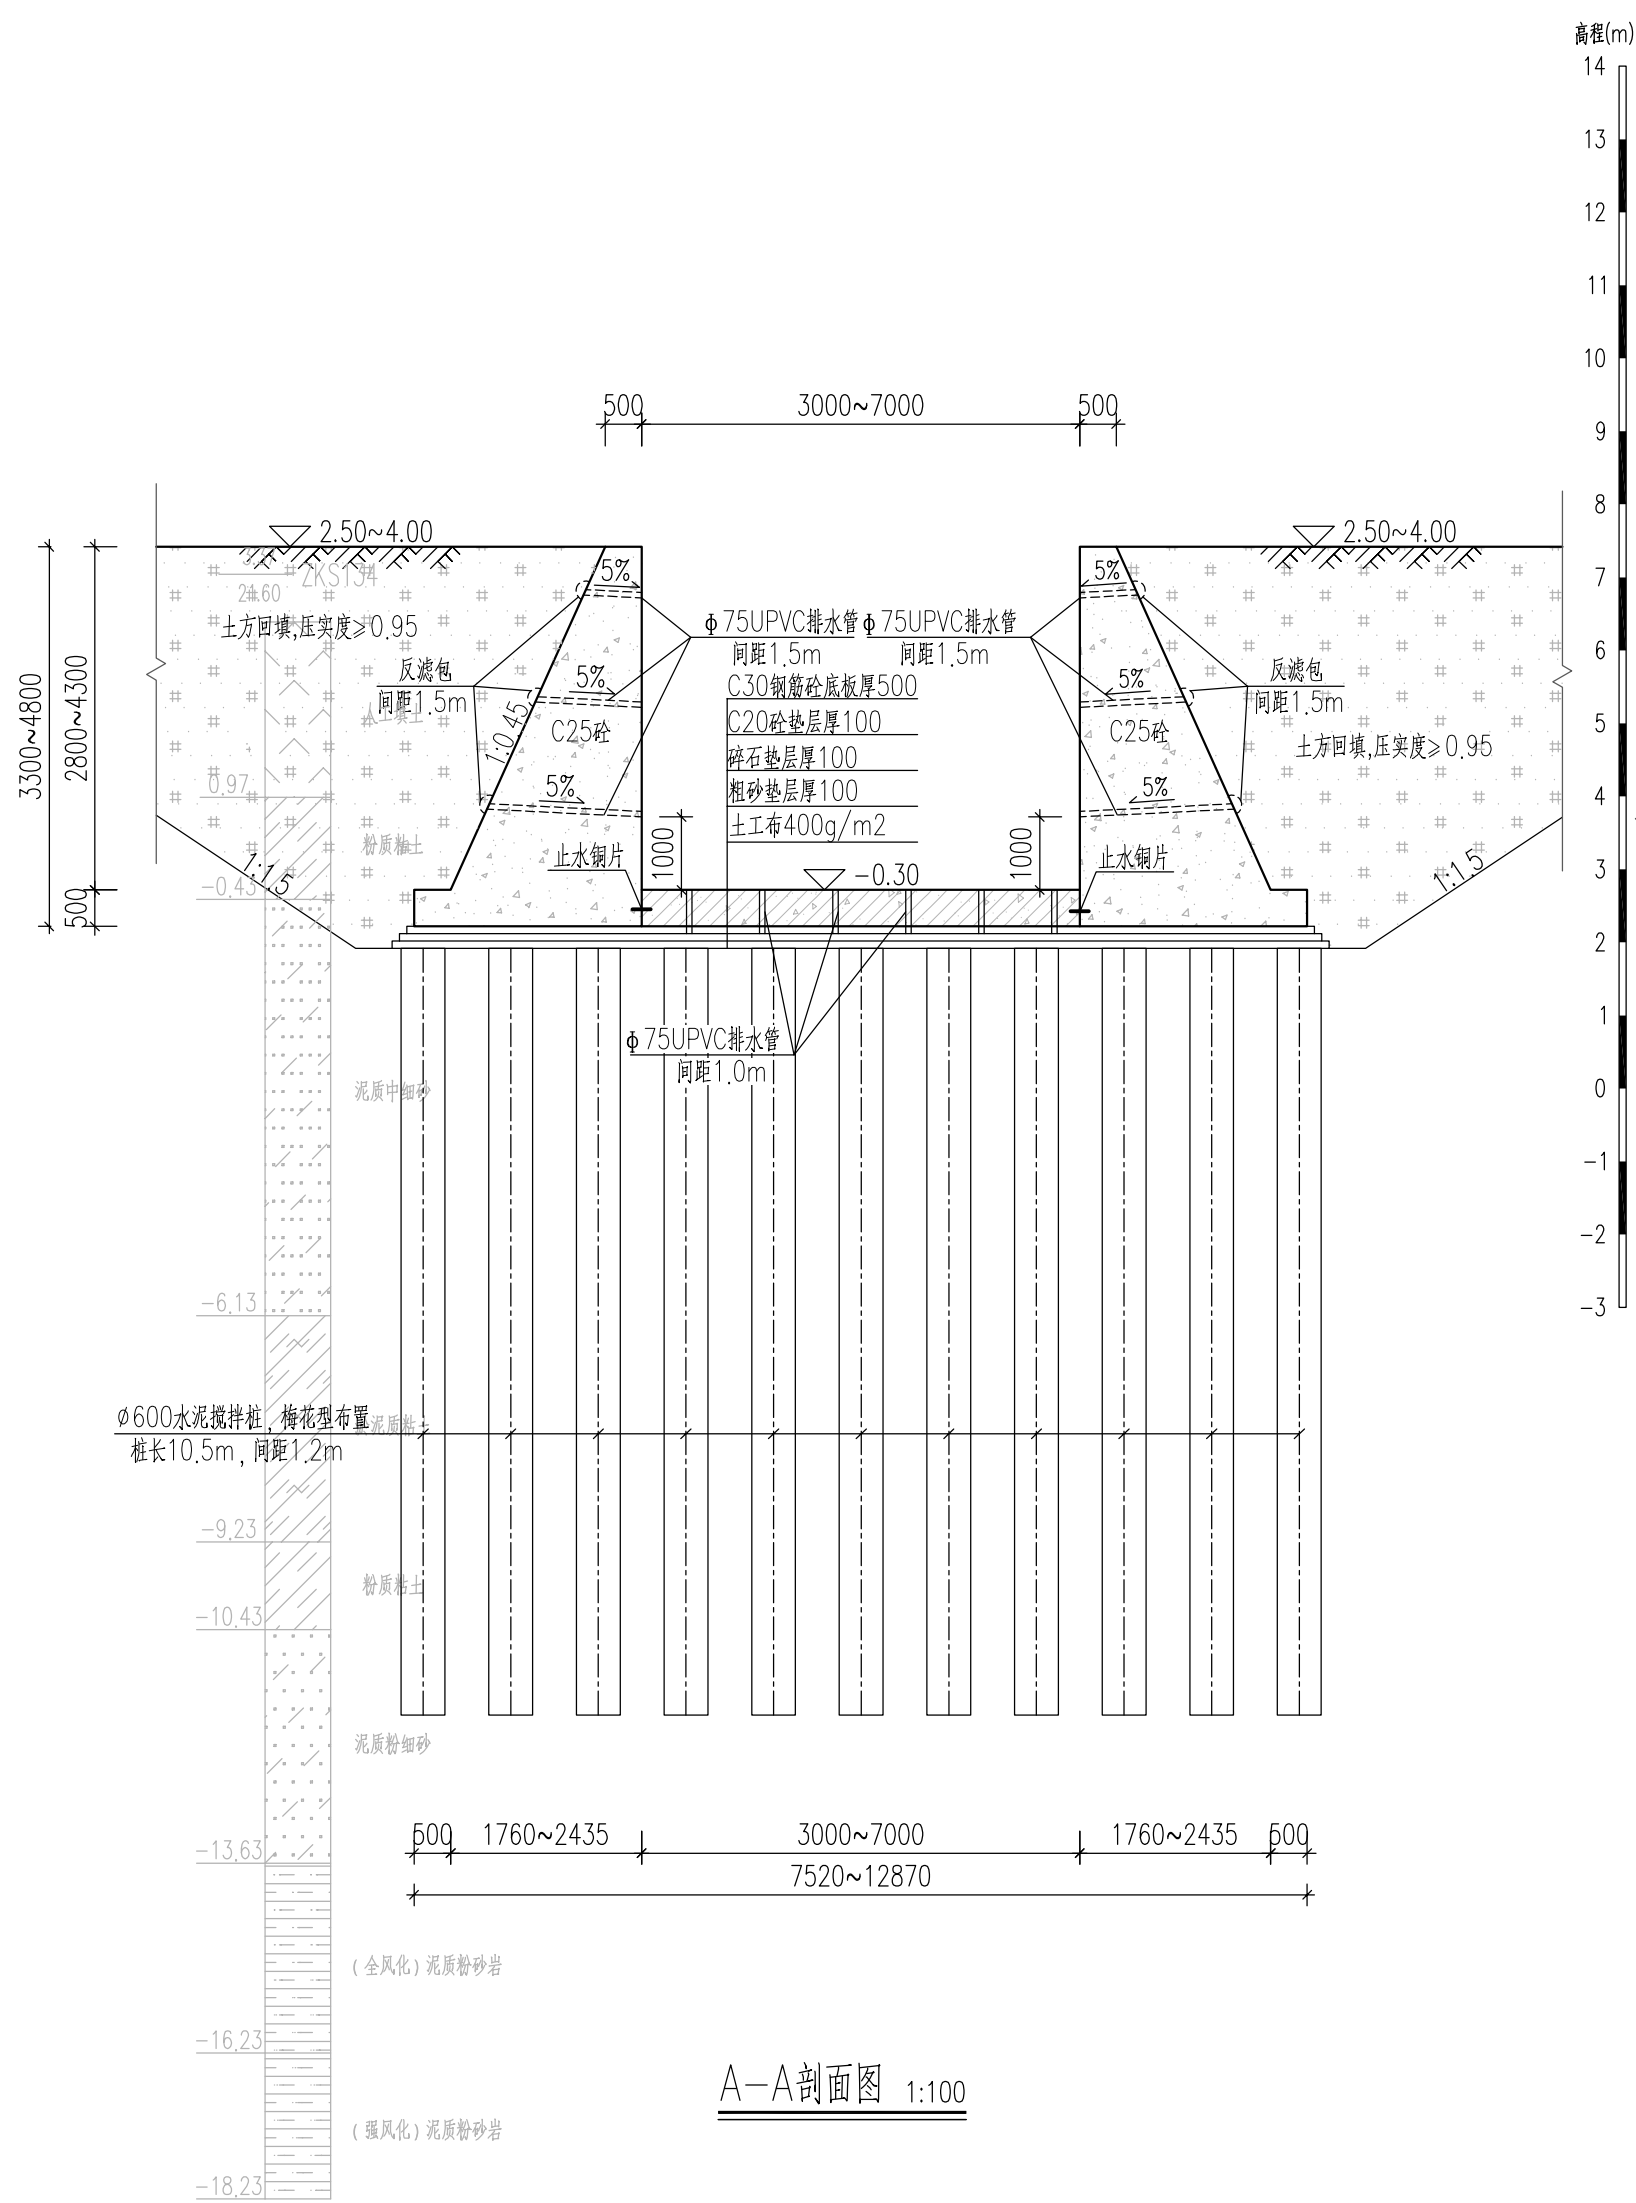 高程(m)
14
13
12
11
10
9
8
7
6
5
4
3
2
1
0
-1
-2
-3
500
3000~7000
500
2.50~4.00
2.50~4.00
ZKS134
21.60
土方回填,压实度≥0.95
5%
5%
φ75UPVC排水管
间距1.5m
φ75UPVC排水管
间距1.5m
反滤包
间距1.5m
反滤包
间距1.5m
5%
5%
C30钢筋砼底板厚500
C20砼垫层厚100
碎石垫层厚100
粗砂垫层厚100
土工布400g/m2
人工填土
1:0.45
C25砼
C25砼
土方回填,压实度≥0.95
3300~4800
2800~4300
500
5%
5%
0.97
粉质粘土
1:1.5
1:1.5
-0.43
止水铜片
1000
1000
止水铜片
-0.30
φ75UPVC排水管
间距1.0m
泥质中细砂
-6.13
∅600水泥搅拌桩,梅花型布置
桩长10.5m,间距1.2m
泥质粘土
-9.23
粉质粘土
-10.43
泥质粉细砂
-13.63
500
1760~2435
3000~7000
1760~2435
500
7520~12870
(全风化)泥质粉砂岩
-16.23
(强风化)泥质粉砂岩
-18.23
A-A剖面图 1:100